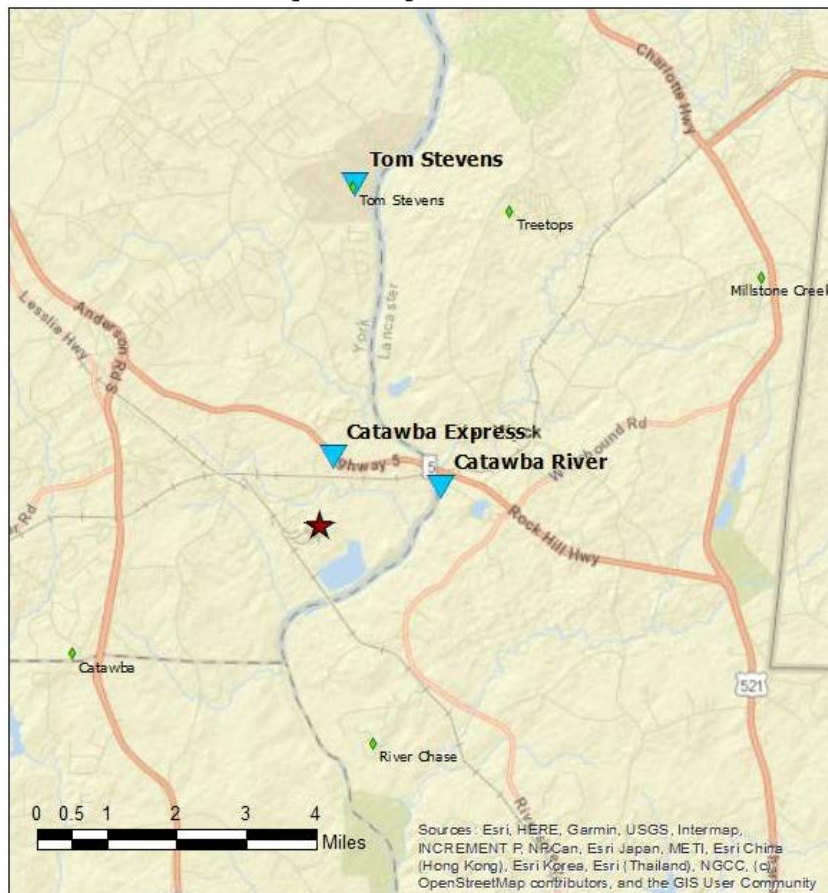 Charlotte Hwy
Tom Stevens
Tom Stevens
Treetops
Millstone Creek
Lesslie Hwy
Anderson Rd S
York
Lancaster
Catawba Express
ghway 5
5
Catawba River
Rd
Rock Hill Hwy
Catawba
521
River Chase
0 0.5 1 2 3 4
Miles
Sources: Esri, HERE, Garmin, USGS, Intermap,
INCREMENT P, NRCan, Esri Japan, METI, Esri China
(Hong Kong), Esri Korea, Esri (Thailand), NGCC, (c)
OpenStreetMap contributors, and the GIS User Community